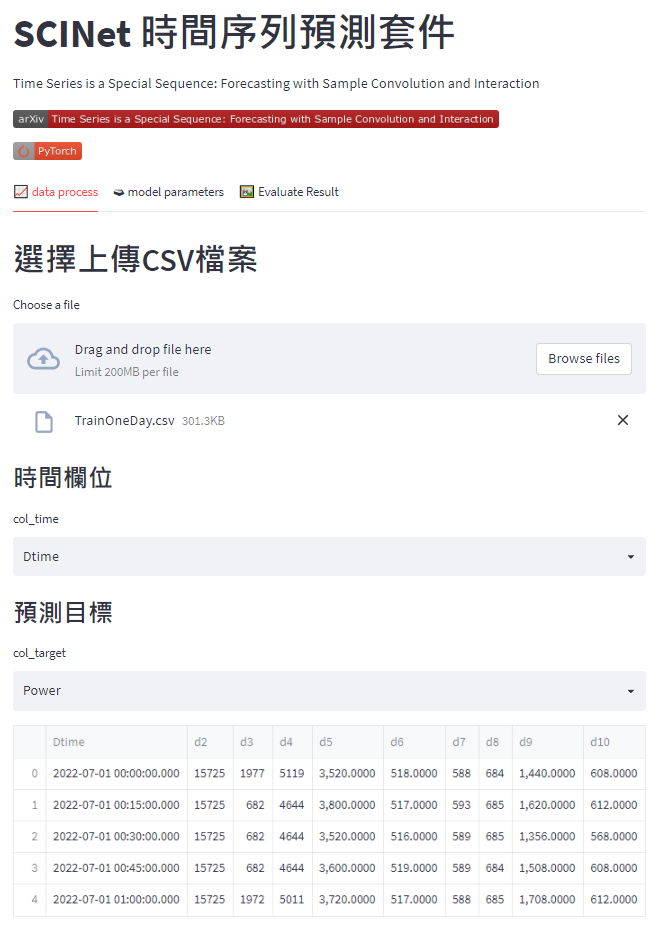 SCINet 時間序列預測套件
Time Series is a Special Sequence: Forecasting with Sample Convolution and Interaction
arXiv Time Series is a Special Sequence: Forecasting with Sample Convolution and Interaction
PyTorch
data process model parameters Evaluate Result
選擇上傳CSV檔案
Choose a file
Drag and drop file here
Limit 200MB per file
Browse files
TrainOneDay.csv 301.3KB
時間欄位
col_time
Dtime
預測目標
col_target
Power
Dtime d2 d3 d4 d5 d6 d7 d8 d9 d10
0 2022-07-01 00:00:00.000 15725 1977 5119 3,520.0000 518.0000 588 684 1,440.0000 608.0000
1 2022-07-01 00:15:00.000 15725 682 4644 3,800.0000 517.0000 593 685 1,620.0000 612.0000
2 2022-07-01 00:30:00.000 15725 682 4644 3,520.0000 516.0000 589 685 1,356.0000 568.0000
3 2022-07-01 00:45:00.000 15725 682 4644 3,600.0000 519.0000 589 684 1,508.0000 608.0000
4 2022-07-01 01:00:00.000 15725 1972 5011 3,720.0000 517.0000 588 685 1,708.0000 612.0000